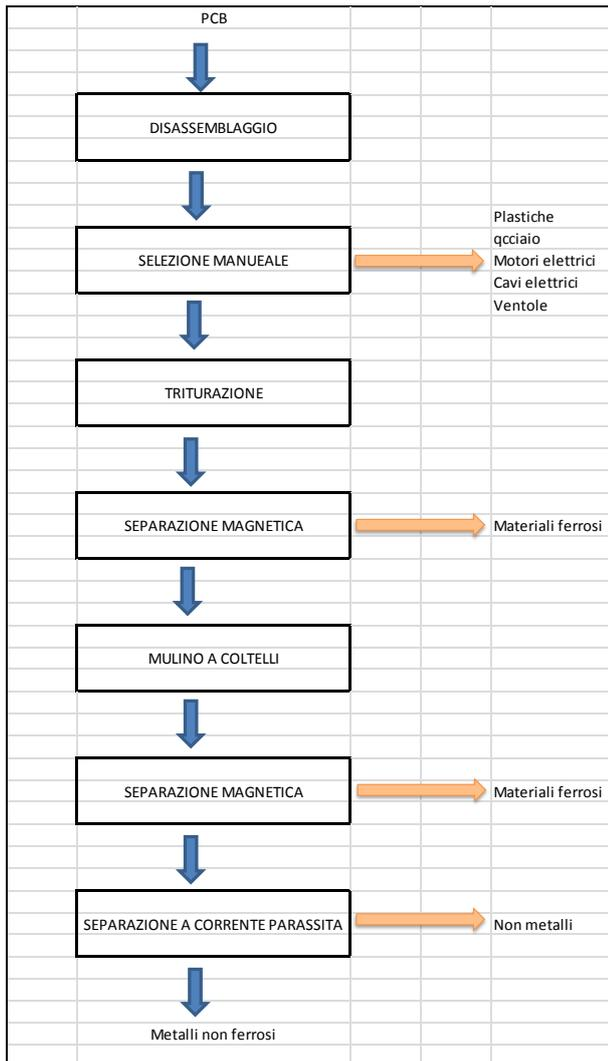 PCB
DISASSEMBLAGGIO
SELEZIONE MANUEALE
Plastiche
qcciaio
Motori elettrici
Cavi elettrici
Ventole
TRITURAZIONE
SEPARAZIONE MAGNETICA
Materiali ferrosi
MULINO A COLTELLI
SEPARAZIONE MAGNETICA
Materiali ferrosi
SEPARAZIONE A CORRENTE PARASSITA
Non metalli
Metalli non ferrosi